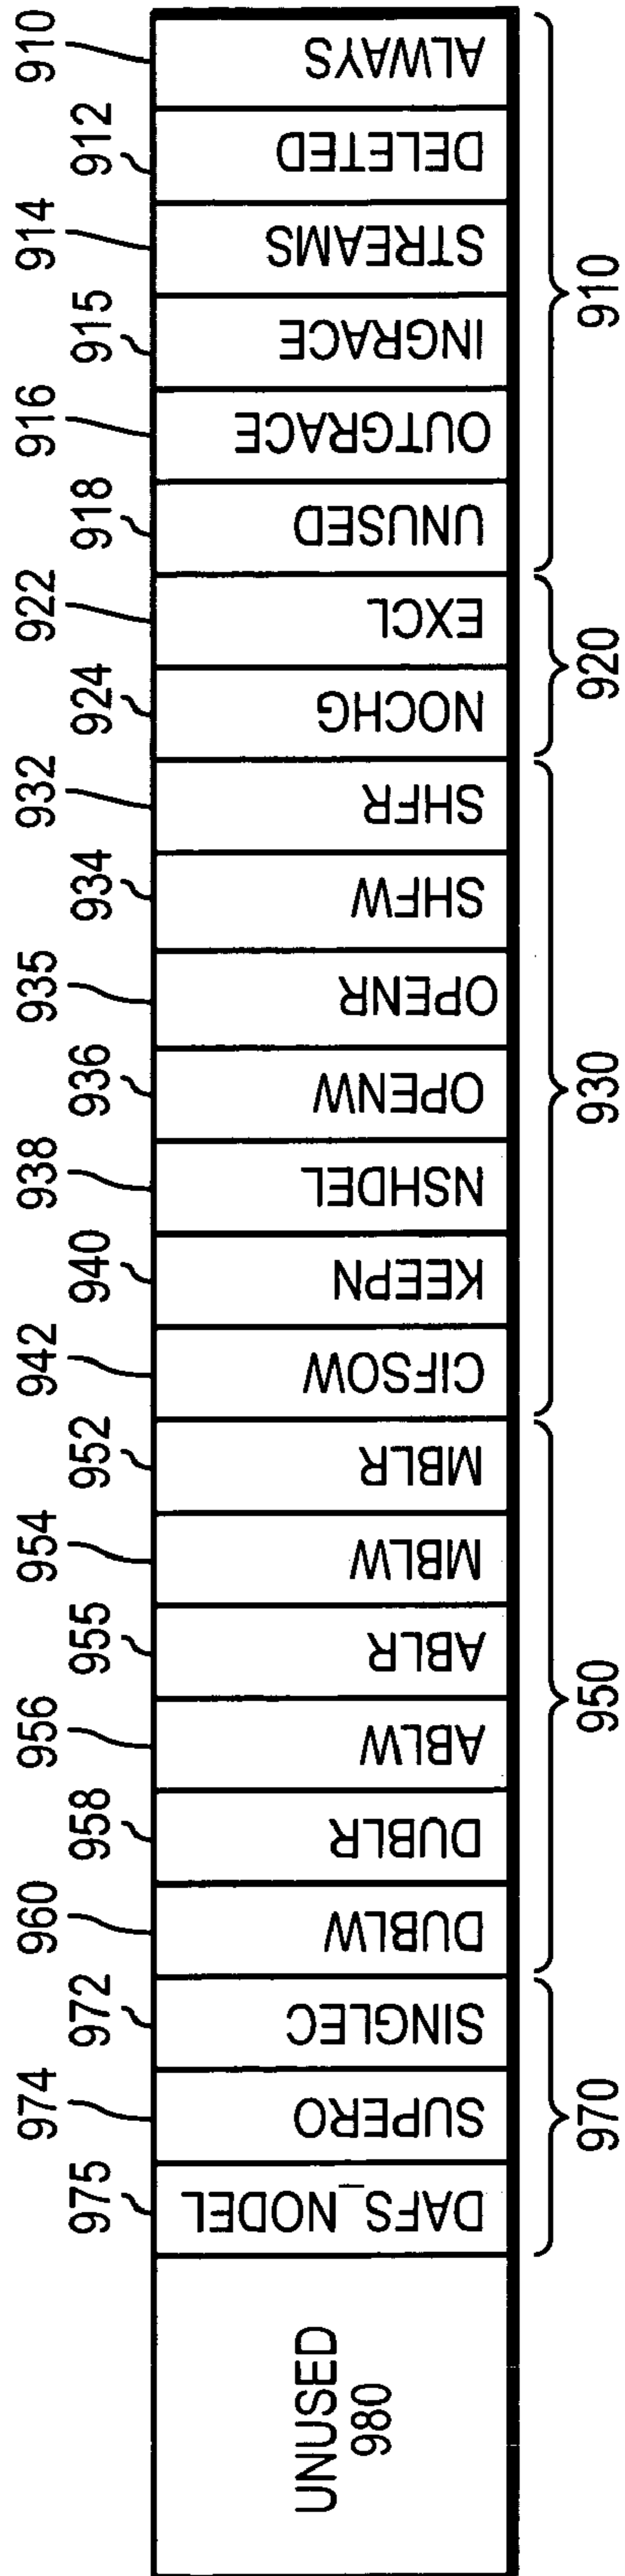 975
974
972
960
958
956
955
954
952
942
940
938
936
935
934
932
924
922
918
916
915
914
912
910
UNUSED
980
DAFS_NODEL
SUPERO
SINGLEC
DUBLW
DUBLR
ABLW
ABLR
MBLW
MBLR
CIFSOW
KEEPN
NSHDEL
OPENW
OPENR
SHFW
SHFR
NOCHG
EXCL
UNUSED
OUTGRACE
INGRACE
STREAMS
DELETED
ALWAYS
970
950
930
920
910